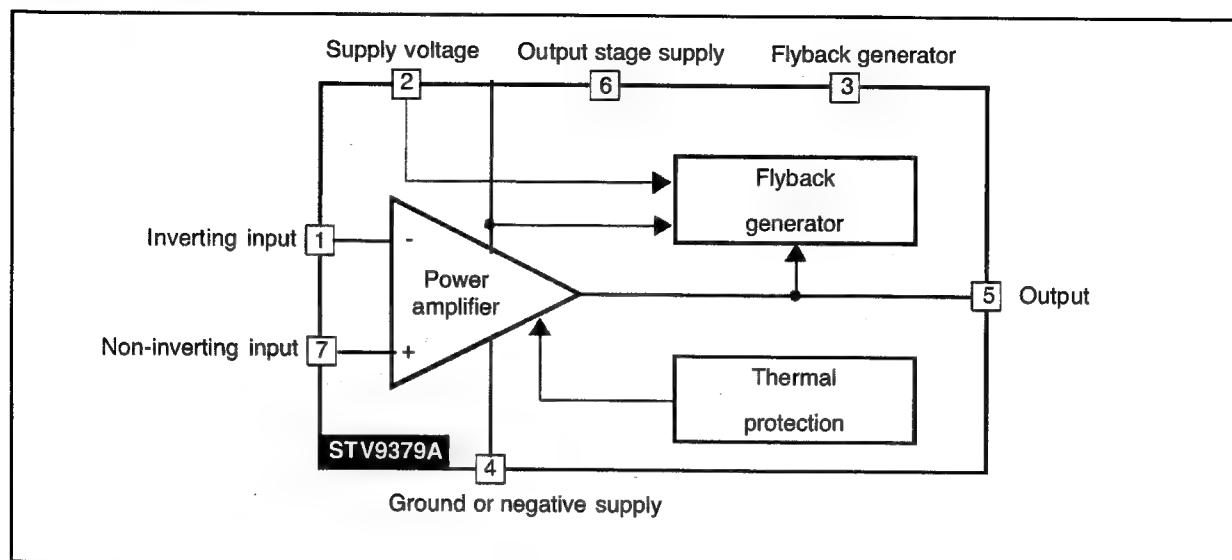 Supply voltage
Output stage supply
Flyback generator
2
6
3
Flyback
generator
Inverting input
1
-
Power
amplifier
5
Output
Non-inverting input
7
+
Thermal
protection
STV9379A
4
Ground or negative supply